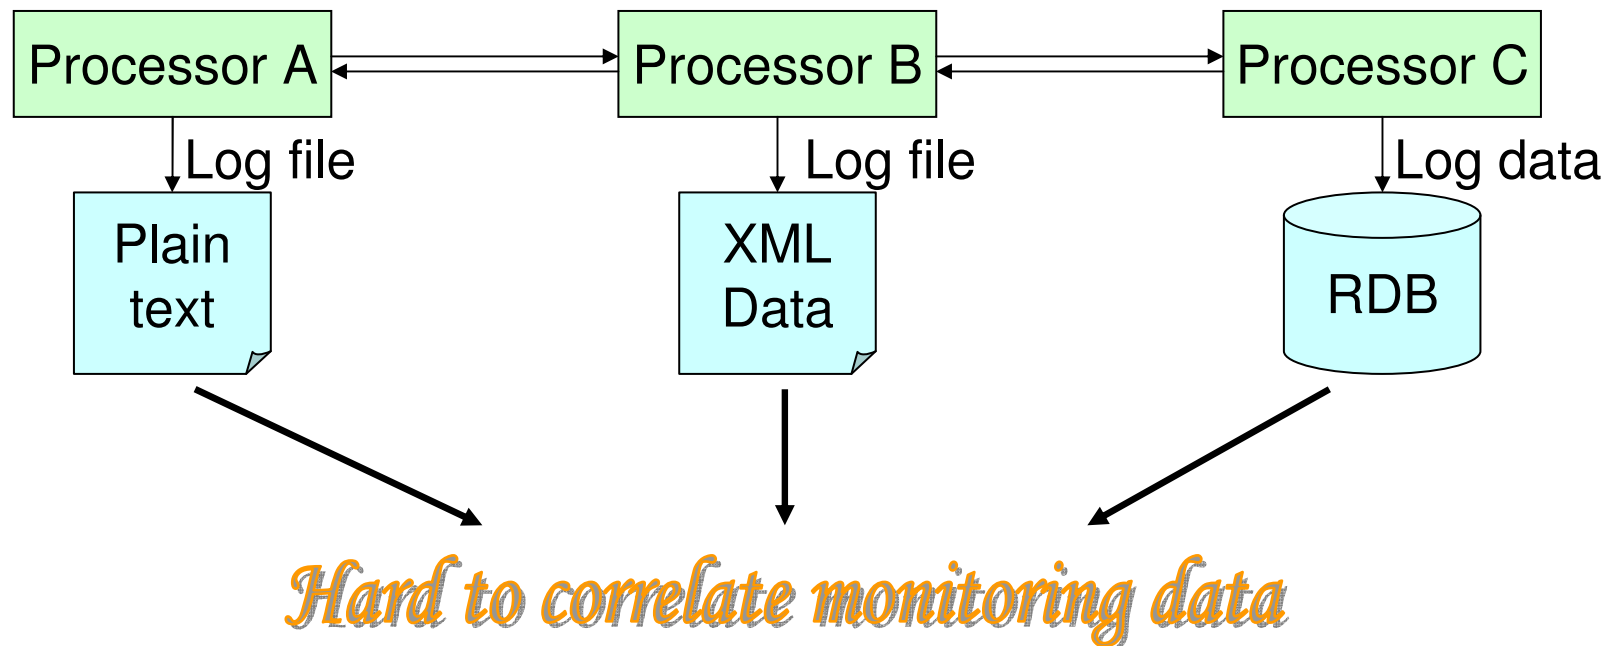 Processor A
Processor B
Processor C
Log file
Log file
Log data
Plain
text
XML
Data
RDB
Hard to correlate monitoring data